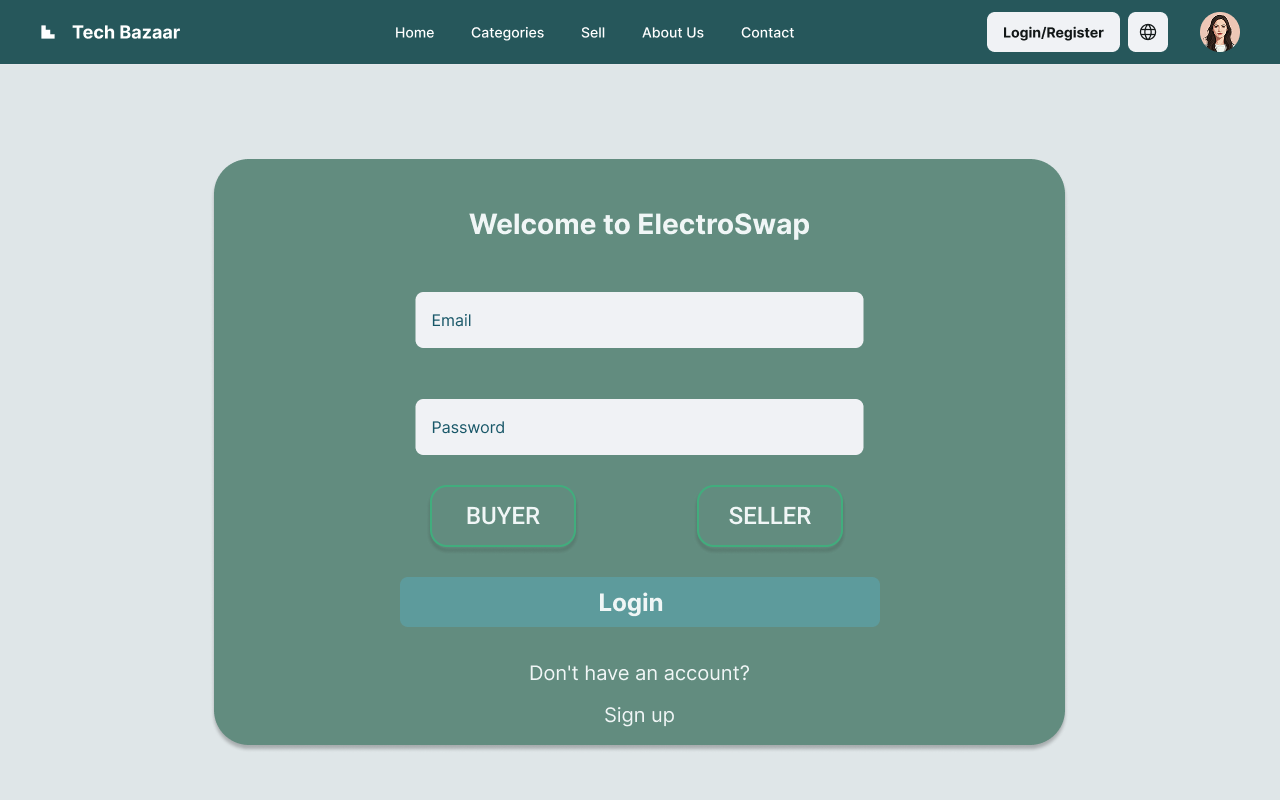 Tech Bazaar Home Categories Sell About Us Contact Login/Register
Welcome to ElectroSwap
Email
Password
BUYER SELLER
Login
Don't have an account?
Sign up